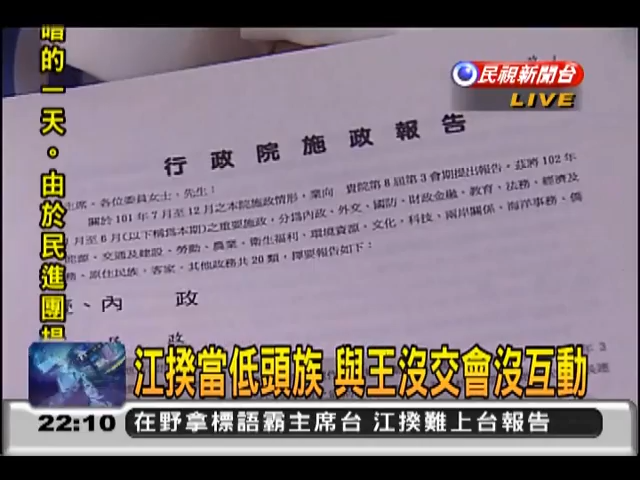 暗的一天。由於民進團提
民視新聞台
LIVE
行政院施政報告
主席、各位委員女士、先生：
關於101年7月至12月之本院施政情形，業向 貴院第8屆第3會期提出報告。茲將102年
月至6月(以下稱為本期)之重要施政，分為內政、外交、國防、財政金融、教育、法務、經濟及
能源、交通及建設、勞動、農業、衛生福利、環境資源、文化、科技、兩岸關係、海洋事務、僑
務、原住民族、客家、其他政務共20類，擇要報告如下：
、內 政
政
江揆當低頭族 與王沒交會沒互動
22:10
在野拿標語霸主席台 江揆難上台報告